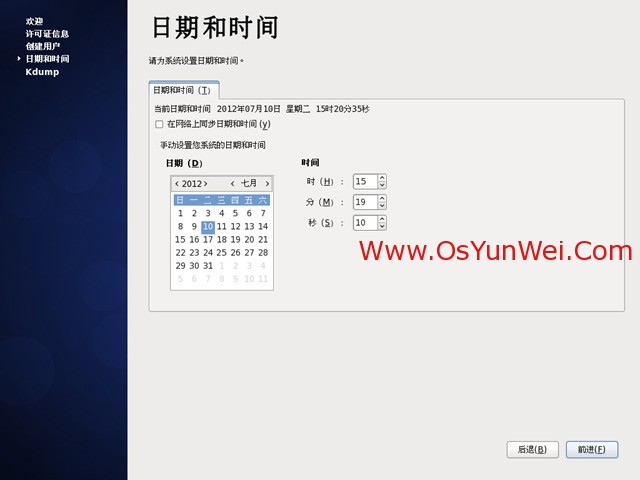 欢迎
许可证信息
创建用户
日期和时间
Kdump
日期和时间
请为系统设置日期和时间。
日期和时间（T）
当前日期和时间 2012年07月10日 星期二 15时20分35秒
在网络上同步日期和时间 (y)
手动设置您系统的日期和时间
日期（D） 时间
2012 七月
日 一 二 三 四 五 六
1 2 3 4 5 6 7
8 9 10 11 12 13 14
15 16 17 18 19 20 21
22 23 24 25 26 27 28
29 30 31 1 2 3 4
5 6 7 8 9 10 11
时（H）： 15
分（M）： 19
秒（S）： 10
Www.OsYunWei.Com
后退(B) 前进(F)